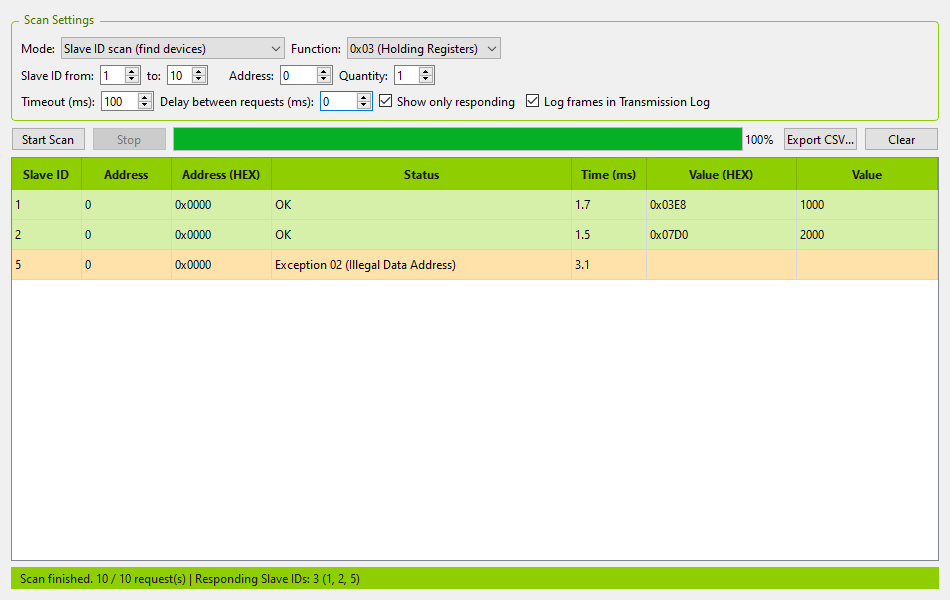 Scan Settings
Mode: Slave ID scan (find devices) Function: 0x03 (Holding Registers)
Slave ID from: 1 to: 10 Address: 0 Quantity: 1
Timeout (ms): 100 Delay between requests (ms): 0 Show only responding Log frames in Transmission Log
Start Scan Stop 100% Export CSV... Clear
Slave ID Address Address (HEX) Status Time (ms) Value (HEX) Value
1 0 0x0000 OK 1.7 0x03E8 1000
2 0 0x0000 OK 1.5 0x07D0 2000
5 0 0x0000 Exception 02 (Illegal Data Address) 3.1
Scan finished. 10 / 10 request(s) | Responding Slave IDs: 3 (1, 2, 5)